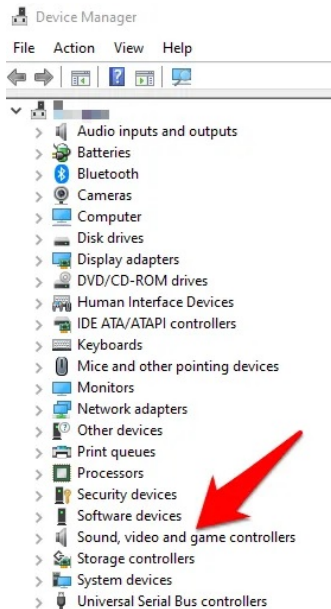 Device Manager
File Action View Help
Audio inputs and outputs
Batteries
Bluetooth
Cameras
Computer
Disk drives
Display adapters
DVD/CD-ROM drives
Human Interface Devices
IDE ATA/ATAPI controllers
Keyboards
Mice and other pointing devices
Monitors
Network adapters
Other devices
Print queues
Processors
Security devices
Software devices
Sound, video and game controllers
Storage controllers
System devices
Universal Serial Bus controllers